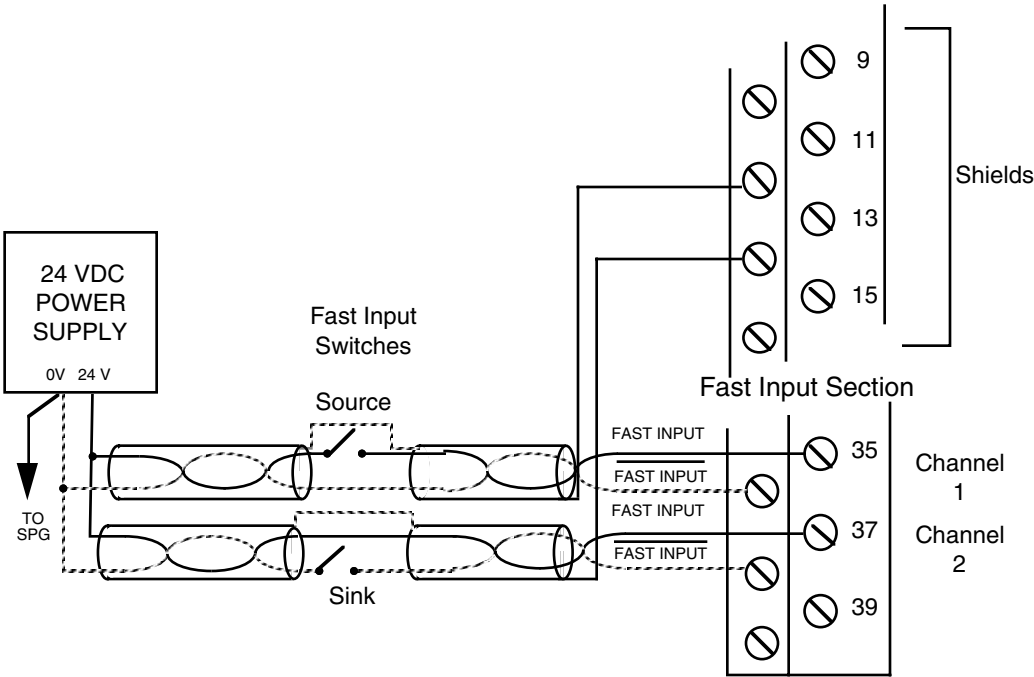 9
11
Shields
13
15
24 VDC
POWER
SUPPLY
0V 24 V
Fast Input
Switches
Fast Input Section
Source
FAST INPUT
35
Channel
1
FAST INPUT
FAST INPUT
37
Channel
2
FAST INPUT
TO
SPG
Sink
39